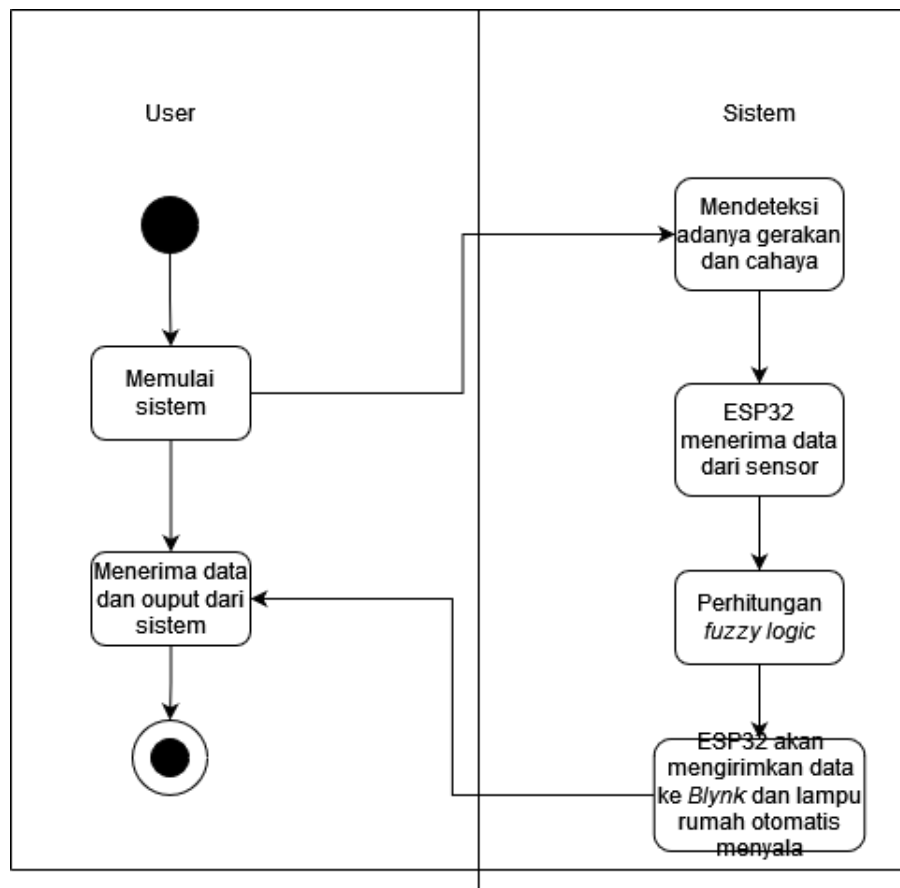 User
Sistem
Mendeteksi
adanya gerakan
dan cahaya
Memulai
sistem
ESP32
menerima data
dari sensor
Menerima data
dan ouput dari
sistem
Perhitungan
fuzzy logic
ESP32 akan
mengirimkan data
ke Blynk dan lampu
rumah otomatis
menyala